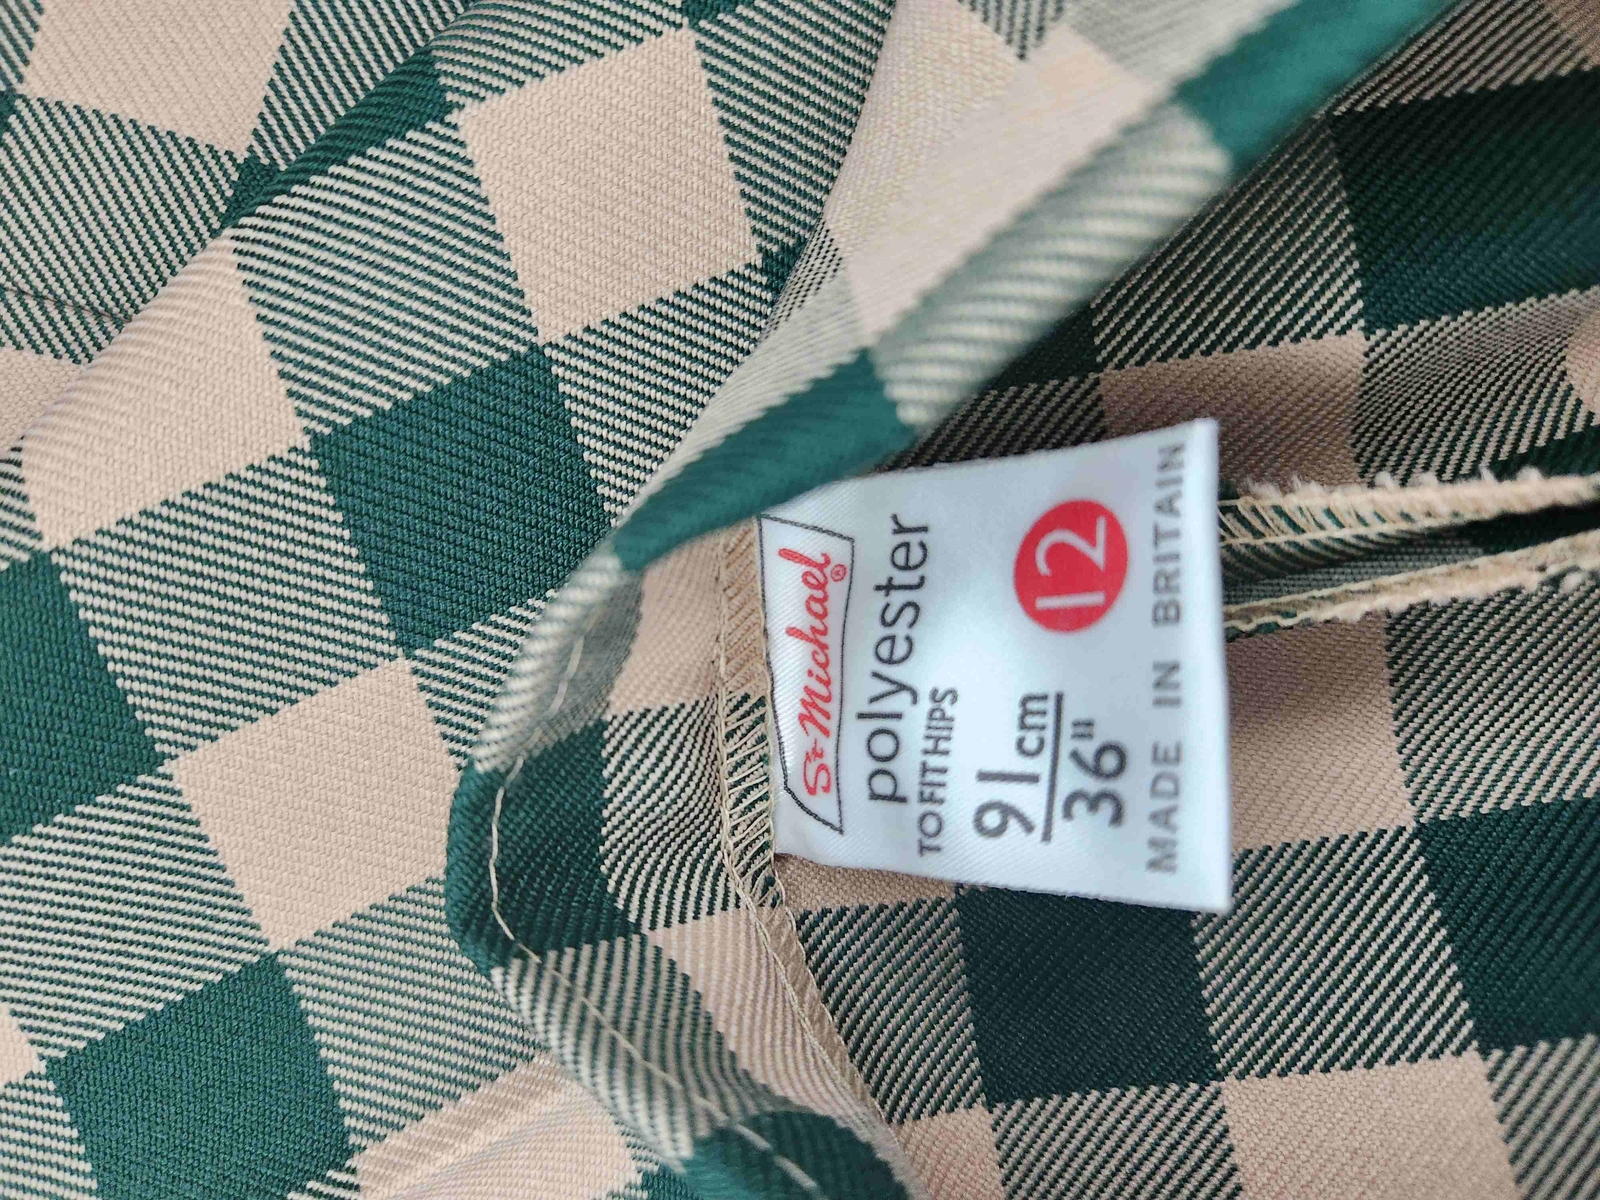 St Michael®
polyester
TO FIT HIPS
91cm
36"
12
MADE IN BRITAIN